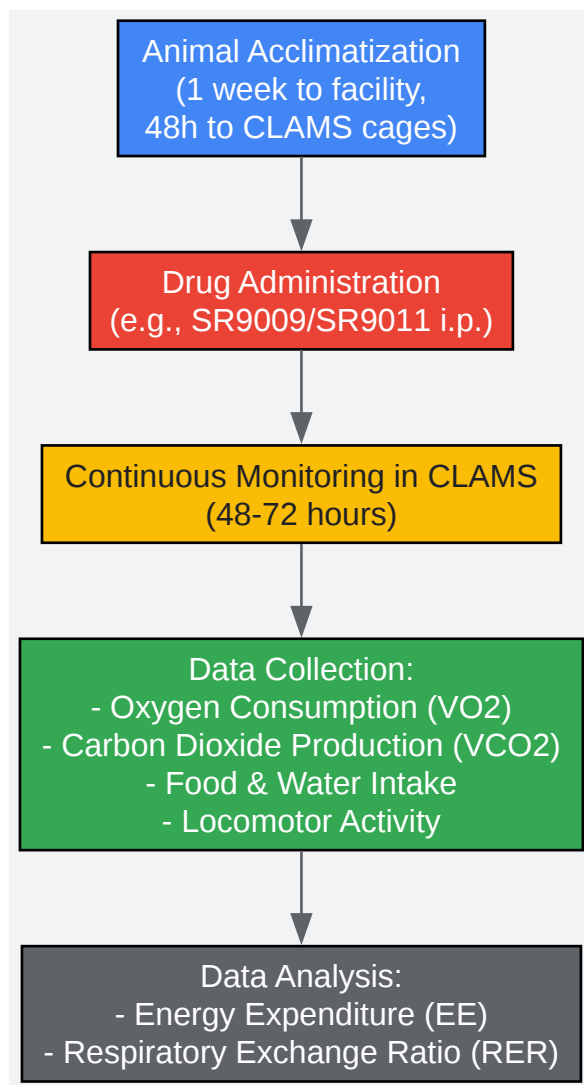 Animal Acclimatization
(1 week to facility,
48h to CLAMS cages)
Drug Administration
(e.g., SR9009/SR9011 i.p.)
Continuous Monitoring in CLAMS
(48-72 hours)
Data Collection:
- Oxygen Consumption (VO2)
- Carbon Dioxide Production (VCO2)
- Food & Water Intake
- Locomotor Activity
Data Analysis:
- Energy Expenditure (EE)
- Respiratory Exchange Ratio (RER)